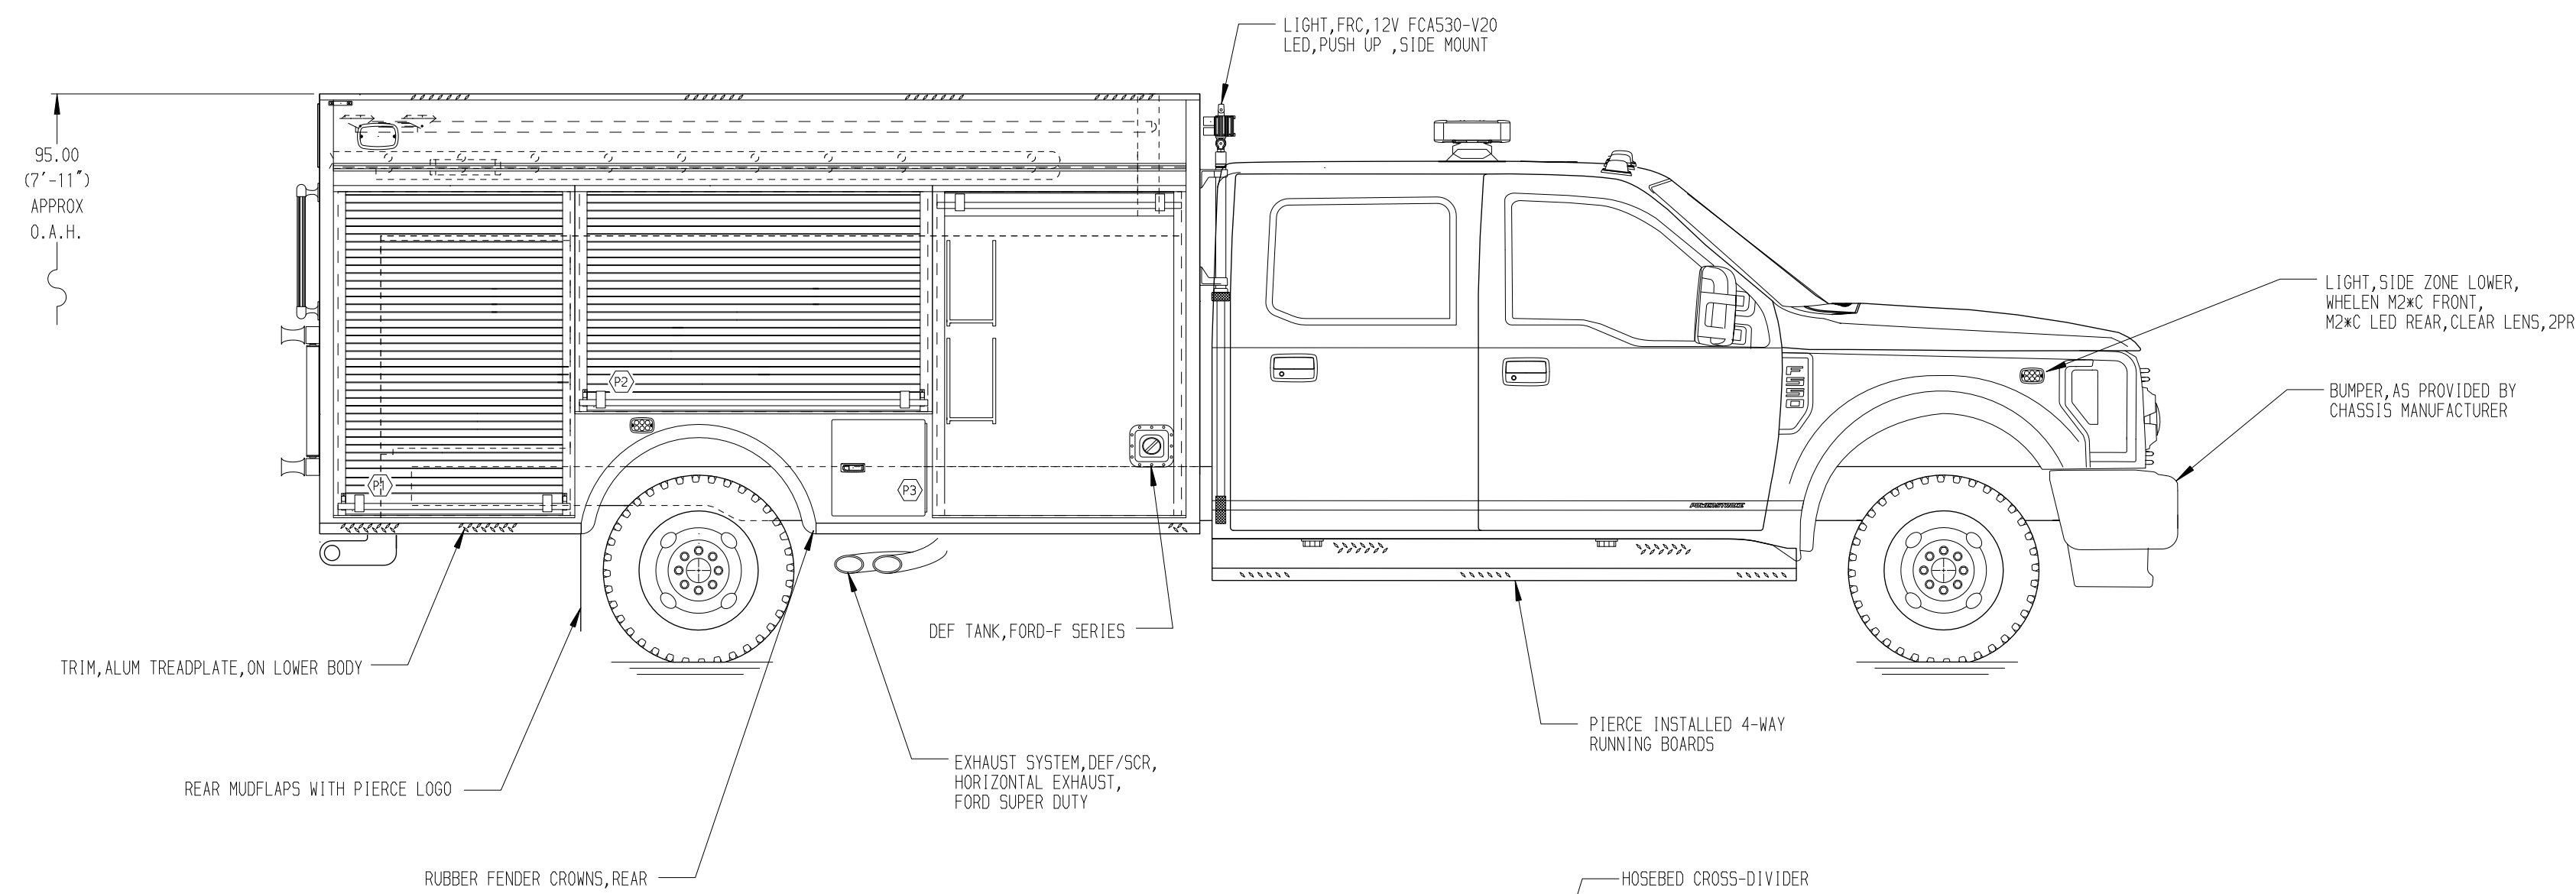 LIGHT,FRC,12V FCA530-V20
LED,PUSH UP ,SIDE MOUNT
95.00
(7'-11")
APPROX
O.A.H.
LIGHT,SIDE ZONE LOWER,
WHELEN M2*C FRONT,
M2*C LED REAR,CLEAR LENS,2PR
BUMPER,AS PROVIDED BY
CHASSIS MANUFACTURER
F550
P2
P1
P3
POWERSTROKE
DEF TANK,FORD-F SERIES
TRIM,ALUM TREADPLATE,ON LOWER BODY
PIERCE INSTALLED 4-WAY
RUNNING BOARDS
EXHAUST SYSTEM,DEF/SCR,
HORIZONTAL EXHAUST,
FORD SUPER DUTY
REAR MUDFLAPS WITH PIERCE LOGO
RUBBER FENDER CROWNS,REAR
HOSEBED CROSS-DIVIDER